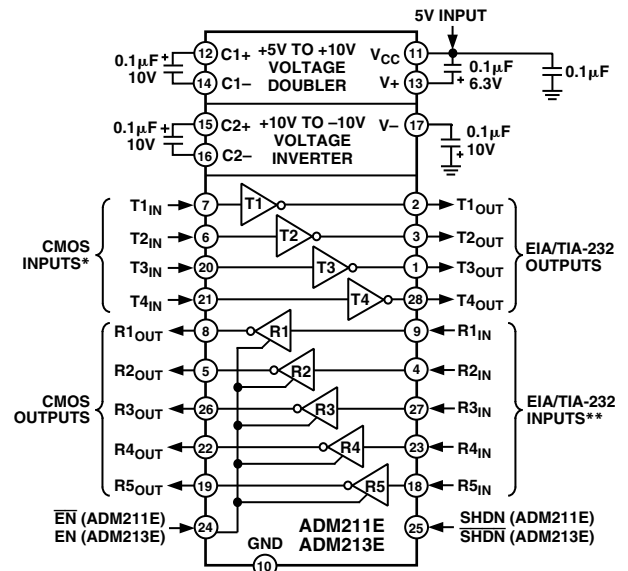 5V INPUT
0.1µF
10V
12
C1+
14
C1–
+5V TO +10V
VOLTAGE
DOUBLER
VCC
11
V+
13
0.1µF
6.3V
0.1µF
0.1µF
10V
15
C2+
16
C2–
+10V TO –10V
VOLTAGE
INVERTER
V–
17
0.1µF
10V
CMOS
INPUTS*
T1IN
7
T1
2
T1OUT
T2IN
6
T2
3
T2OUT
T3IN
20
T3
1
T3OUT
T4IN
21
T4
28
T4OUT
EIA/TIA-232
OUTPUTS
CMOS
OUTPUTS
R1OUT
8
R1
9
R1IN
R2OUT
5
R2
4
R2IN
R3OUT
26
R3
27
R3IN
R4OUT
22
R4
23
R4IN
R5OUT
19
R5
18
R5IN
EIA/TIA-232
INPUTS**
E̅N̅ (ADM211E)
EN (ADM213E)
24
GND
10
ADM211E
ADM213E
25
SHDN (ADM211E)
S̅H̅D̅N̅ (ADM213E)